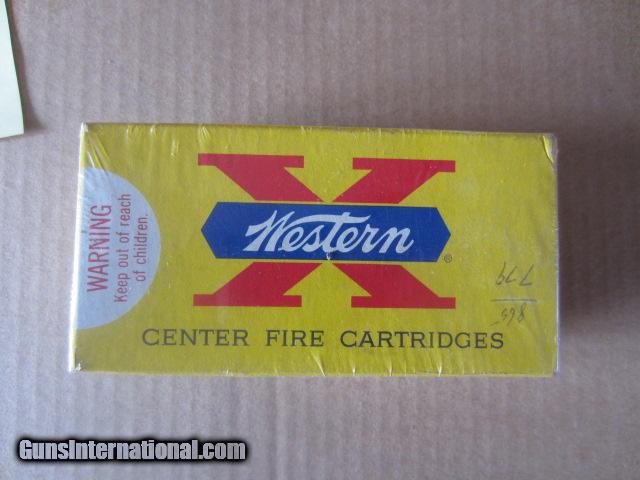 WARNING
Keep out of reach
of children.
X
Western
®
CENTER FIRE CARTRIDGES
GunsInternational.com